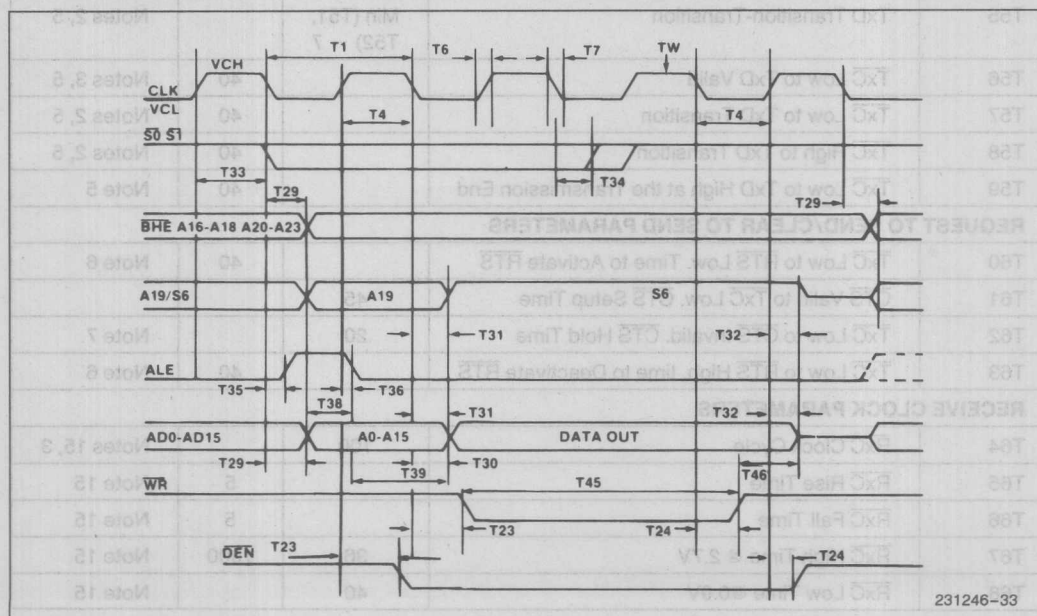 VCH
T1
T6
T7
TW
CLK
VCL
T4
T4
S0 S1
T33
T34
T29
T29
BHE A16-A18 A20-A23
A19/S6
A19
S6
T31
T32
ALE
T35
T36
T38
T31
T32
AD0-AD15
A0-A15
DATA OUT
T29
T39
T30
T46
WR
T45
T23
T24
T23
DEN
T24
231246-33
T55 TxD Transition-Transition Min (T51, T52) - 7 Notes 2, 5
T56 TxC Low to TxD Valid 40 Notes 3, 5
T57 TxC Low to TxD Transition 40 Notes 2, 5
T58 TxC High to TxD Transition 40 Notes 2, 5
T59 TxC Low to TxD High at the Transmission End 40 Note 5
REQUEST TO SEND/CLEAR TO SEND PARAMETERS
T60 TxC Low to RTS Low. Time to Activate RTS 40 Note 6
T61 CTS Valid to TxC Low. CTS Setup Time 45
T62 TxC Low to CTS Invalid. CTS Hold Time 20 Note 7
T63 TxC Low to RTS High, time to Deactivate RTS 40 Note 6
RECEIVE CLOCK PARAMETERS
T64 RxC Clock Cycle Notes 15, 3
T65 RxC Rise Time 5 Note 15
T66 RxC Fall Time 5 Note 15
T67 RxC High Time 2.7V 36 Note 15
T68 RxC Low Time 40 Note 15